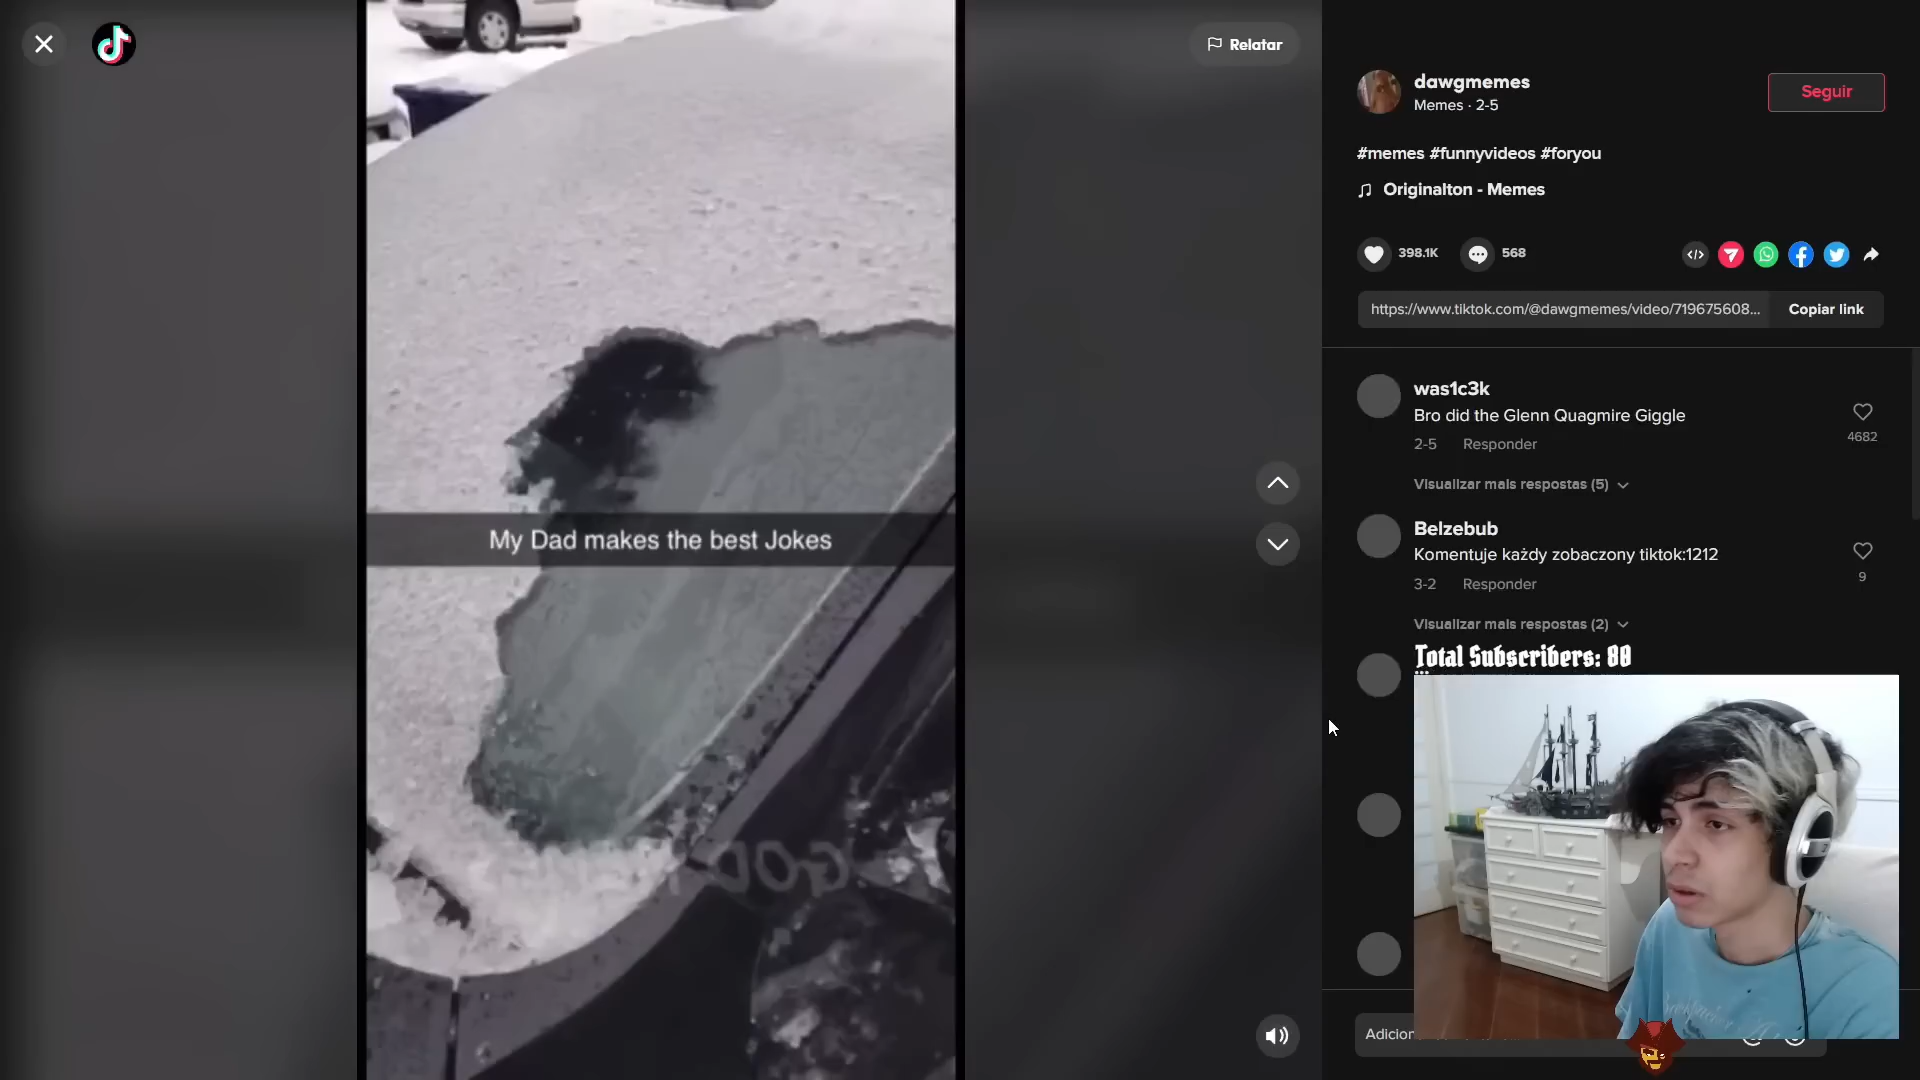 Relatar
My Dad makes the best Jokes
dawgmemes
Memes · 2-5
Seguir
#memes #funnyvideos #foryou
Originalton - Memes
398.1K
568
https://www.tiktok.com/@dawgmemes/video/719675608...
Copiar link
was1c3k
Bro did the Glenn Quagmire Giggle
4682
2-5 Responder
Visualizar mais respostas (5)
Belzebub
Komentuje każdy zobaczony tiktok:1212
9
3-2 Responder
Visualizar mais respostas (2)
Total Subscribers: 88
...